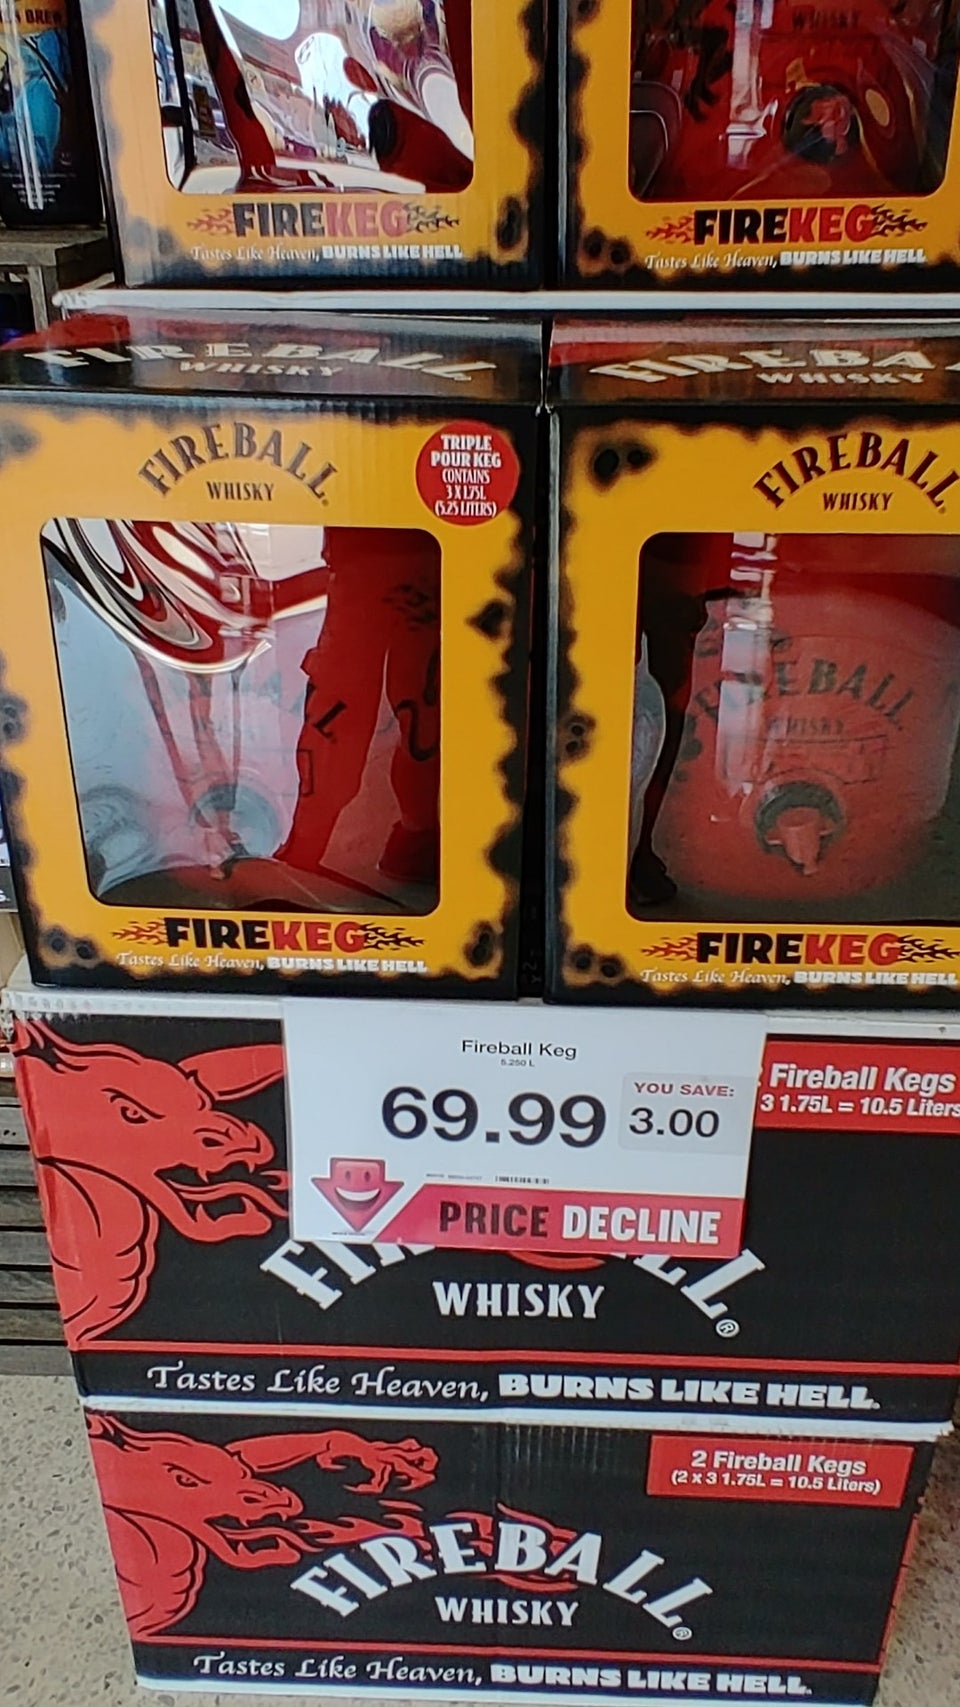 BREW
WHISKY
FIREKEG
Tastes Like Heaven, BURNS LIKE HELL
FIREKEG
Tastes Like Heaven, BURNS LIKE HELL
FIREBALL
WHISKY
FIREBA
WHISKY
FIREBALL
WHISKY
TRIPLE
POUR KEG
CONTAINS
3 X 1.75L
(5.25 LITERS)
FIREBALL
WHISKY
FIREBALL
WHISKY
FIREKEG
Tastes Like Heaven, BURNS LIKE HELL
FIREKEG
Tastes Like Heaven, BURNS LIKE HELL
Fireball Keg
5.250 L
69.99
YOU SAVE:
3.00
PRICE DECLINE
Fireball Kegs
3 1.75L = 10.5 Liters
WHISKY
Tastes Like Heaven, BURNS LIKE HELL.
2 Fireball Kegs
(2 x 3 1.75L = 10.5 Liters)
FIREBALL®
WHISKY
Tastes Like Heaven, BURNS LIKE HELL.